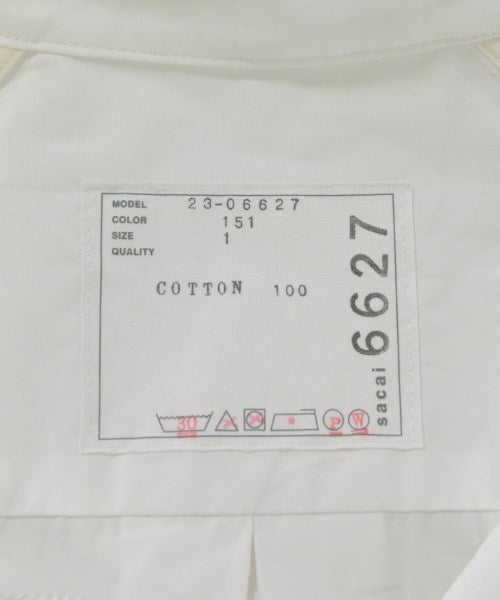 MODEL 23-06627
COLOR 151
SIZE 1
QUALITY
COTTON 100
sacai 6627
30 P W